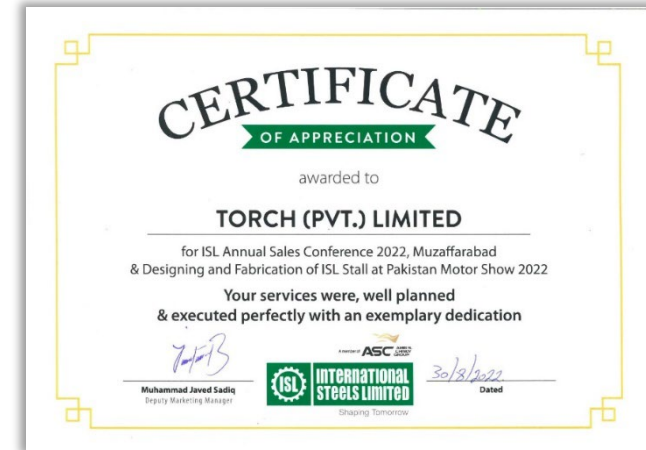 CERTIFICATE
OF APPRECIATION
awarded to
TORCH (PVT.) LIMITED
for ISL Annual Sales Conference 2022, Muzaffarabad
& Designing and Fabrication of ISL Stall at Pakistan Motor Show 2022
Your services were, well planned
& executed perfectly with an exemplary dedication
A member of ASC
ISL INTERNATIONAL
STEELS LIMITED
Shaping Tomorrow
Muhammad Javed Sadiq
Deputy Marketing Manager
30/8/2022
Dated